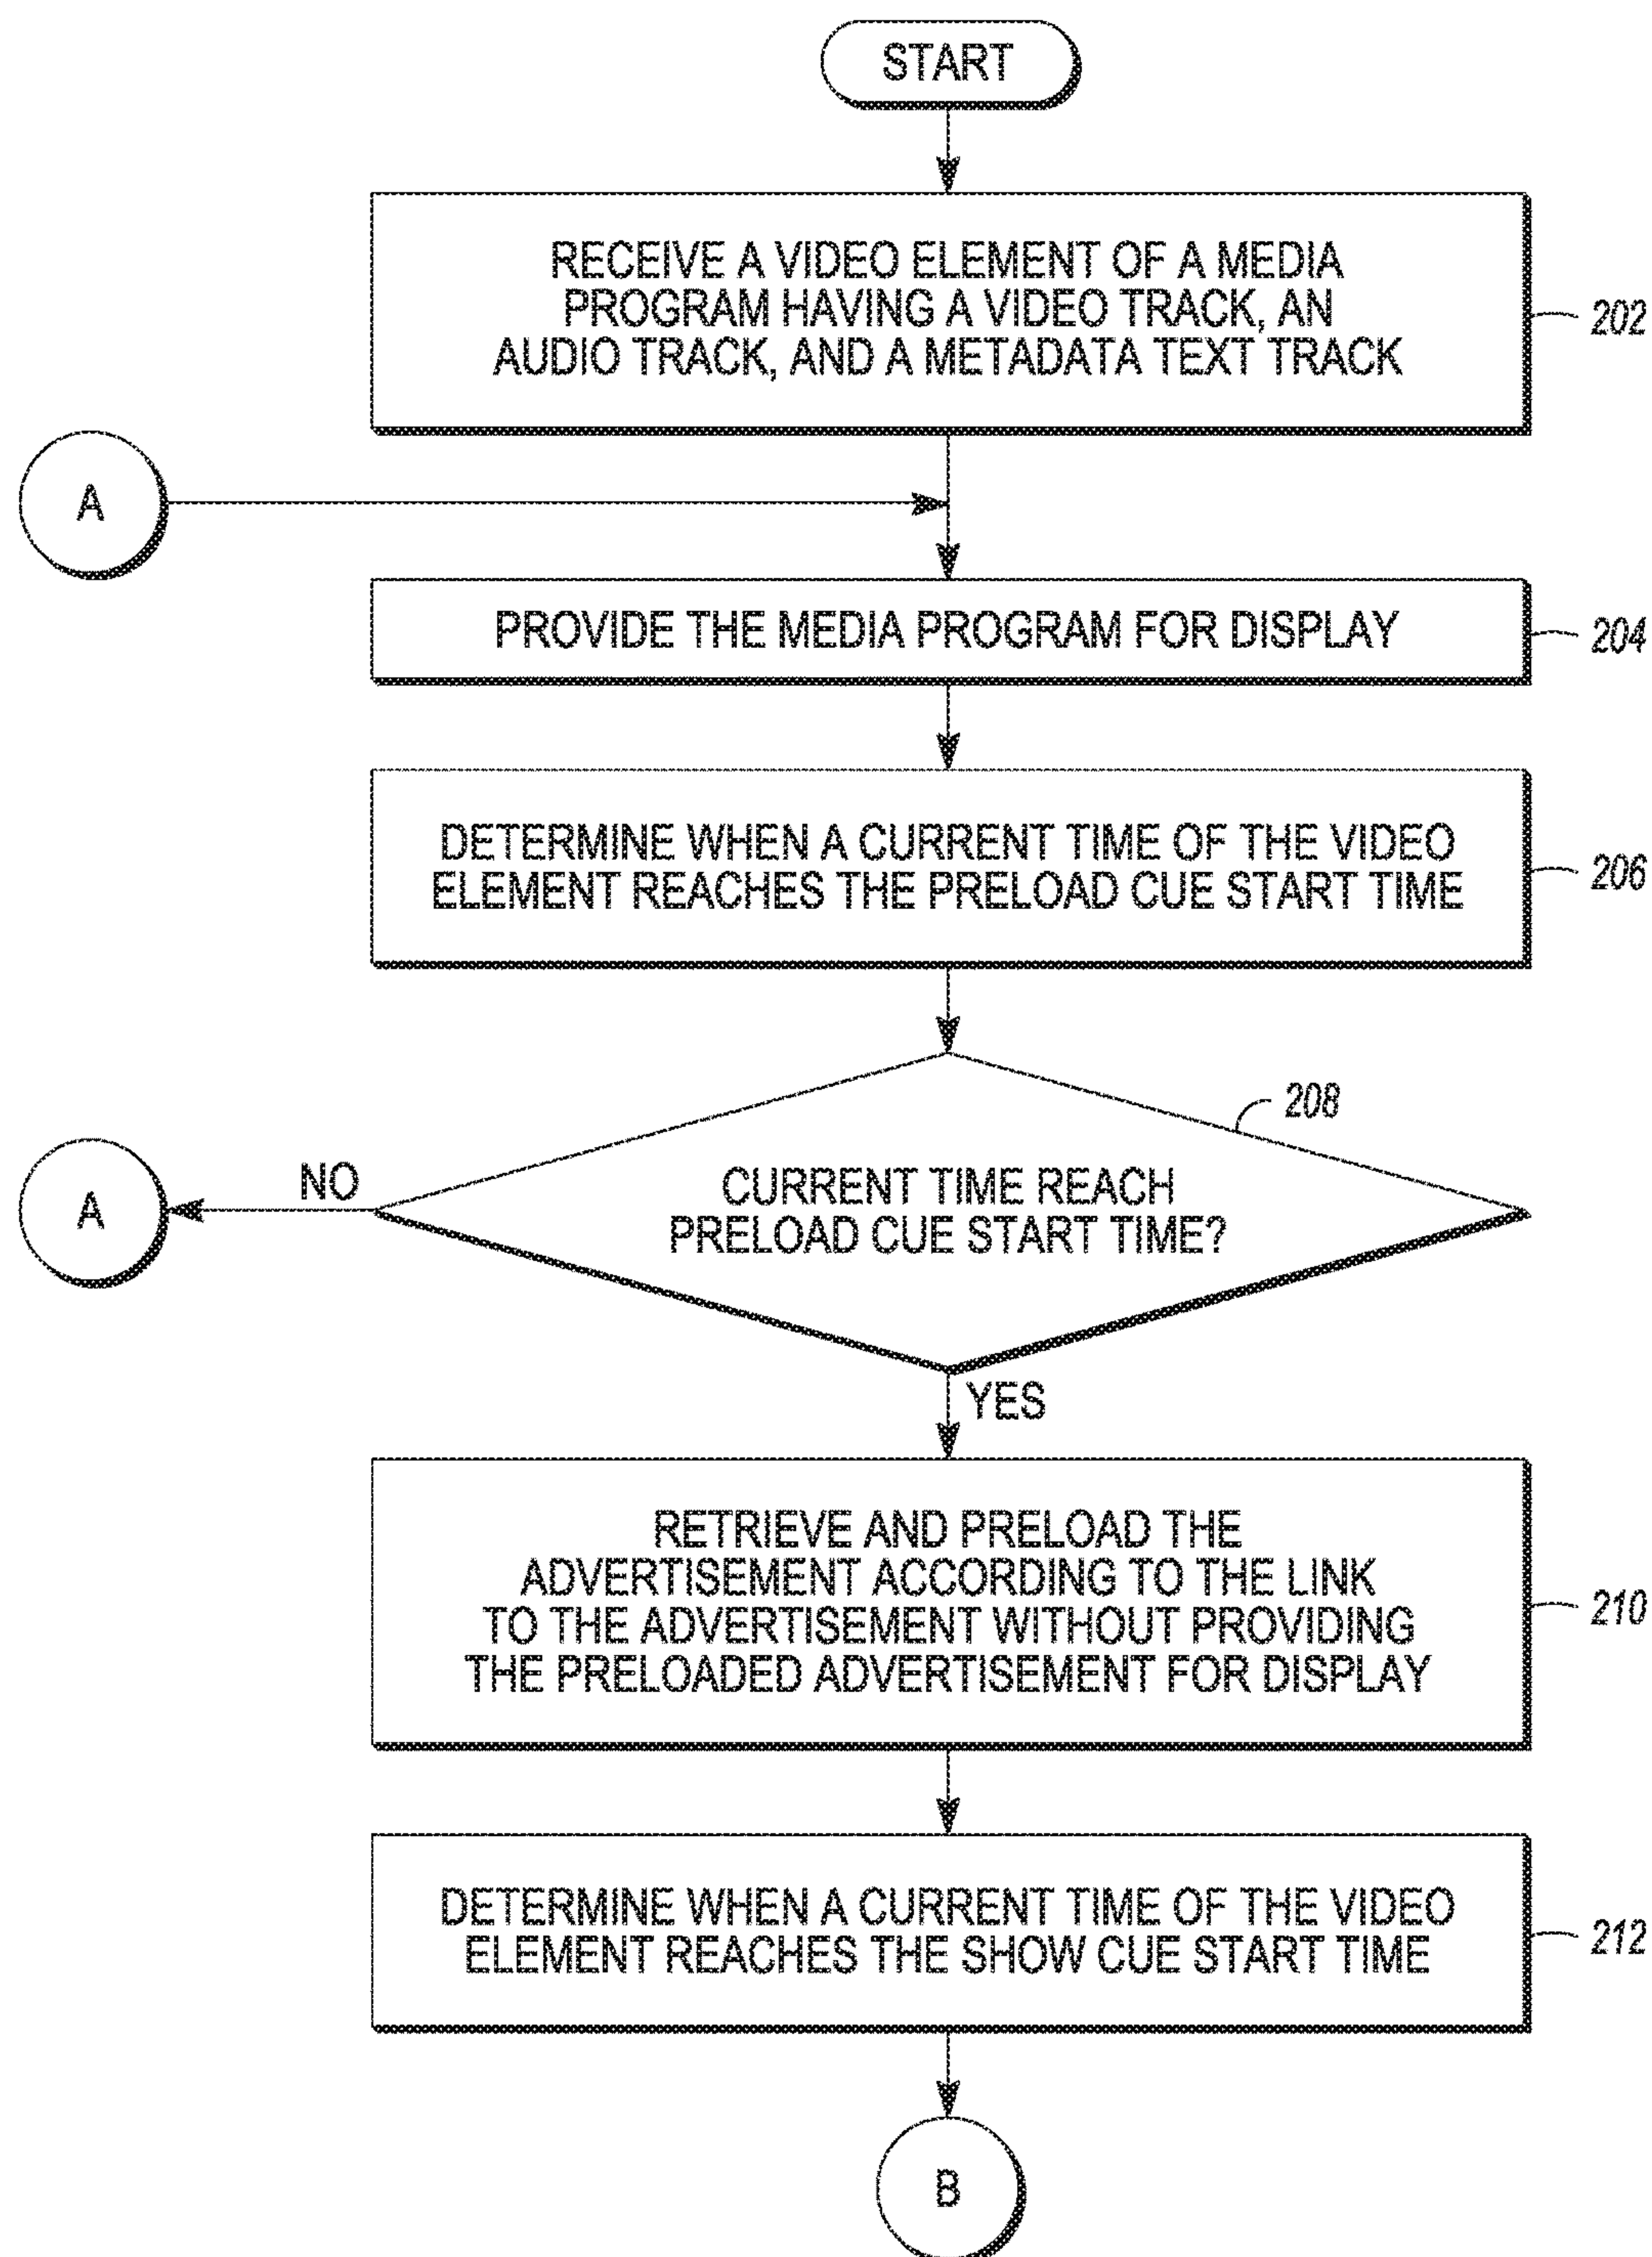 START
RECEIVE A VIDEO ELEMENT OF A MEDIA
PROGRAM HAVING A VIDEO TRACK, AN
AUDIO TRACK, AND A METADATA TEXT TRACK
202
A
PROVIDE THE MEDIA PROGRAM FOR DISPLAY
204
DETERMINE WHEN A CURRENT TIME OF THE VIDEO
ELEMENT REACHES THE PRELOAD CUE START TIME
206
208
A
NO
CURRENT TIME REACH
PRELOAD CUE START TIME?
YES
RETRIEVE AND PRELOAD THE
ADVERTISEMENT ACCORDING TO THE LINK
TO THE ADVERTISEMENT WITHOUT PROVIDING
THE PRELOADED ADVERTISEMENT FOR DISPLAY
210
DETERMINE WHEN A CURRENT TIME OF THE VIDEO
ELEMENT REACHES THE SHOW CUE START TIME
212
B